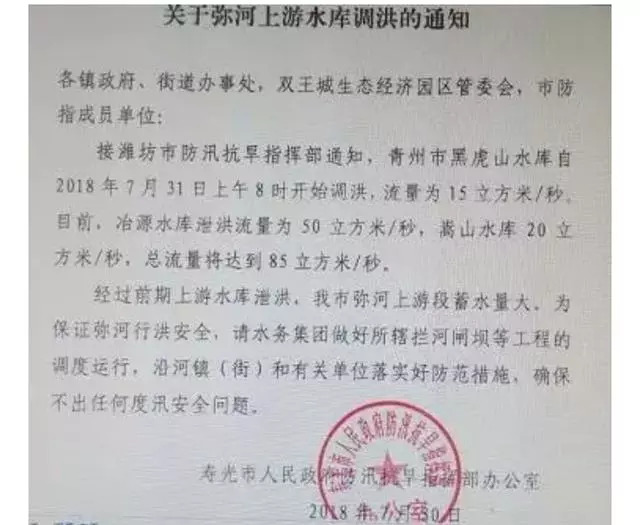 关于弥河上游水库调洪的通知
各镇政府、街道办事处，双王城生态经济园区管委会，市防
指成员单位：
接潍坊市防汛抗旱指挥部通知，青州市黑虎山水库自
2018年7月31日上午8时开始调洪，流量为15立方米/秒。
目前，冶源水库泄洪流量为50立方米/秒，嵩山水库20立
方米/秒，总流量将达到85立方米/秒。
经过前期上游水库泄洪，我市弥河上游段蓄水量大，为
保证弥河行洪安全，请水务集团做好所辖拦河闸坝等工程的
调度运行，沿河镇（街）和有关单位落实好防范措施，确保
不出任何度汛安全问题。
寿光市人民政府防汛抗旱指挥部办公室
2018年7月30日